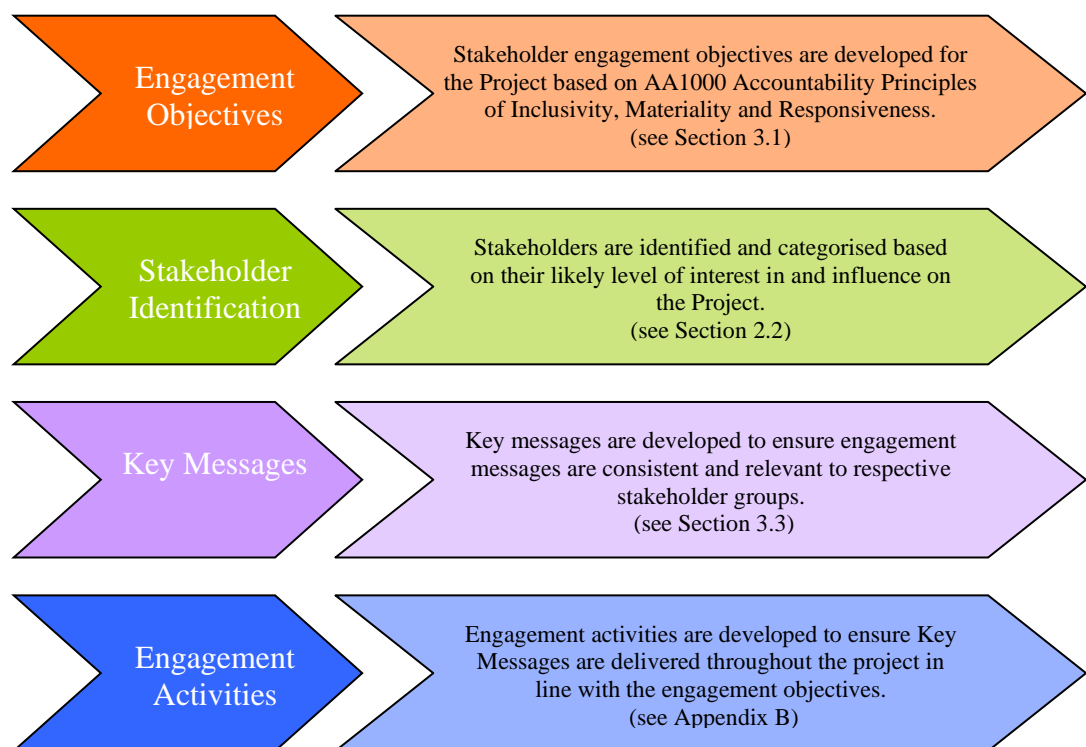 Engagement
Objectives
Stakeholder engagement objectives are developed for
the Project based on AA1000 Accountability Principles
of Inclusivity, Materiality and Responsiveness.
(see Section 3.1)
Stakeholder
Identification
Stakeholders are identified and categorised based
on their likely level of interest in and influence on
the Project.
(see Section 2.2)
Key Messages
Key messages are developed to ensure engagement
messages are consistent and relevant to respective
stakeholder groups.
(see Section 3.3)
Engagement
Activities
Engagement activities are developed to ensure Key
Messages are delivered throughout the project in
line with the engagement objectives.
(see Appendix B)